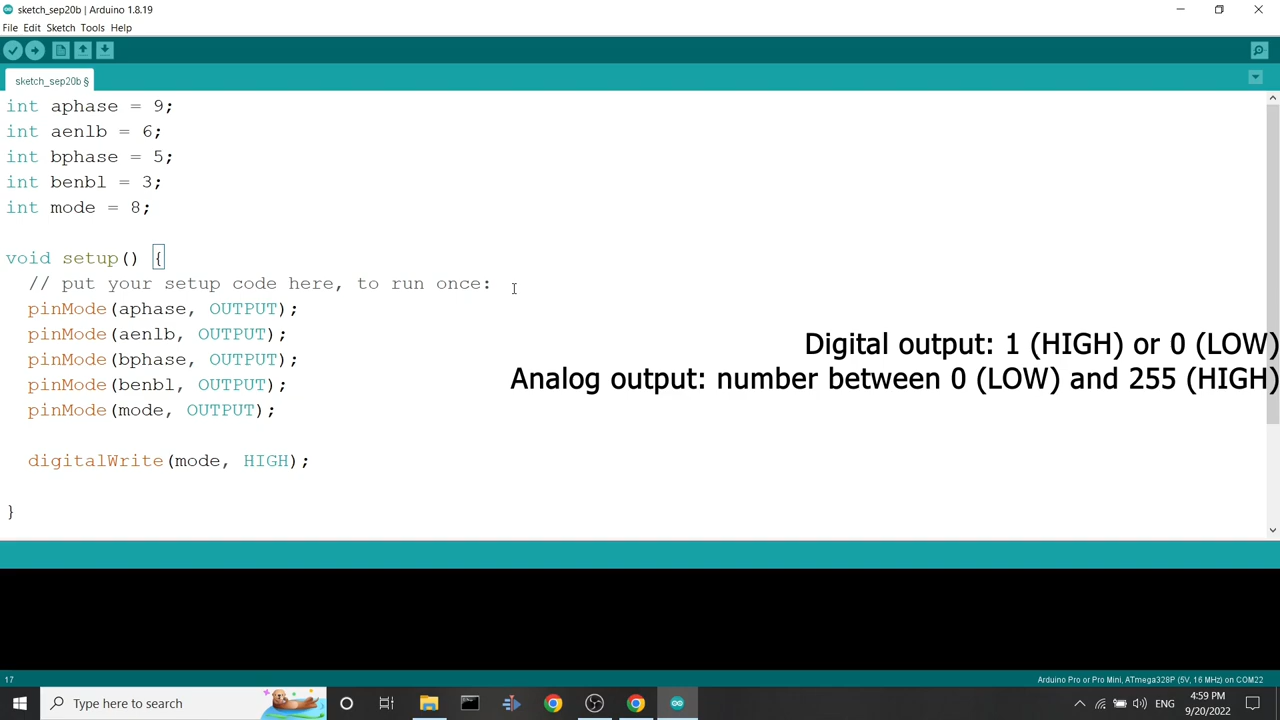 sketch_sep20b | Arduino 1.8.19
File Edit Sketch Tools Help
sketch_sep20b §
int aphase = 9;
int aenlb = 6;
int bphase = 5;
int benbl = 3;
int mode = 8;
void setup() {
// put your setup code here, to run once:
pinMode(aphase, OUTPUT);
pinMode(aenlb, OUTPUT);
Digital output: 1 (HIGH) or 0 (LOW)
pinMode(bphase, OUTPUT);
Analog output: number between 0 (LOW) and 255 (HIGH)
pinMode(benbl, OUTPUT);
pinMode(mode, OUTPUT);
digitalWrite(mode, HIGH);
}
17
Arduino Pro or Pro Mini, ATmega328P (5V, 16 MHz) on COM22
Type here to search
ENG
4:59 PM
9/20/2022